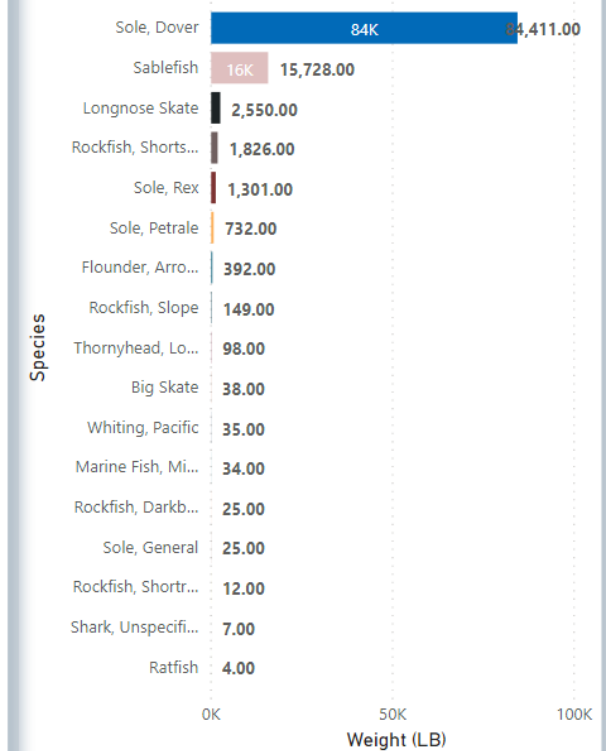 Sole, Dover 84K 84,411.00
Sablefish 16K 15,728.00
Longnose Skate 2,550.00
Rockfish, Shorts... 1,826.00
Sole, Rex 1,301.00
Sole, Petrale 732.00
Flounder, Arro... 392.00
Rockfish, Slope 149.00
Thornyhead, Lo... 98.00
Big Skate 38.00
Whiting, Pacific 35.00
Marine Fish, Mi... 34.00
Rockfish, Darkb... 25.00
Sole, General 25.00
Rockfish, Shortr... 12.00
Shark, Unspecifi... 7.00
Ratfish 4.00
Species
0K 50K 100K
Weight (LB)